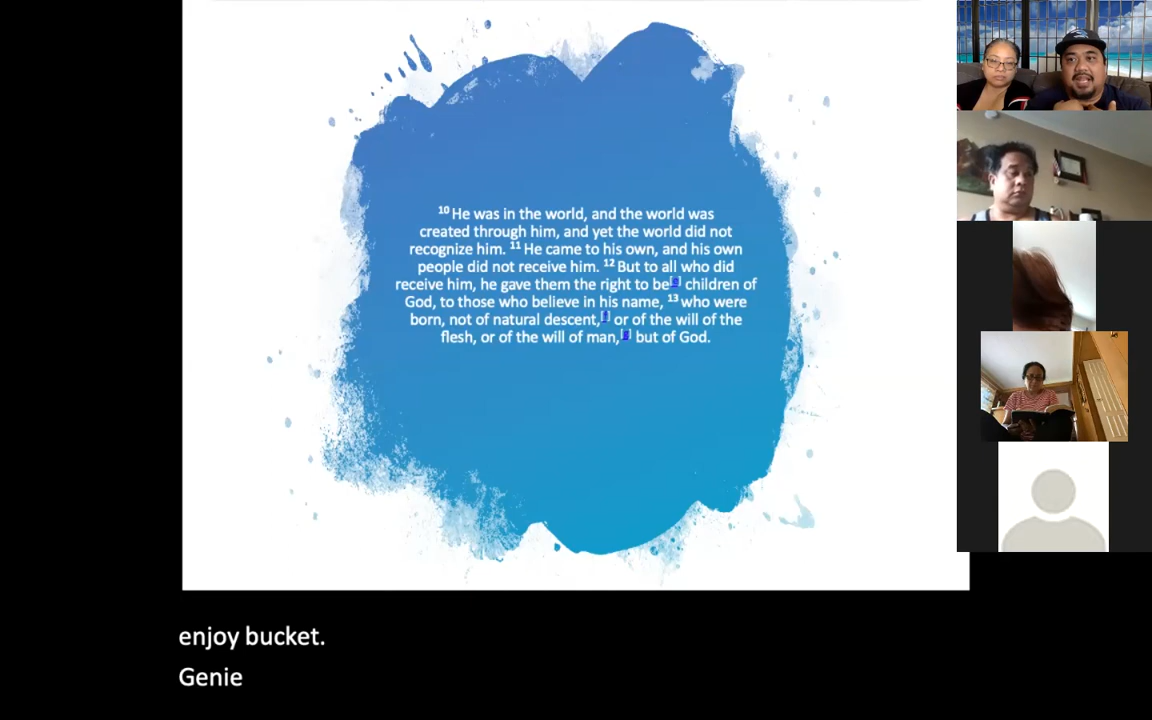 10 He was in the world, and the world was
created through him, and yet the world did not
recognize him. 11 He came to his own, and his own
people did not receive him. 12 But to all who did
receive him, he gave them the right to be[e] children of
God, to those who believe in his name, 13 who were
born, not of natural descent,[f] or of the will of the
flesh, or of the will of man,[g] but of God.
enjoy bucket.
Genie